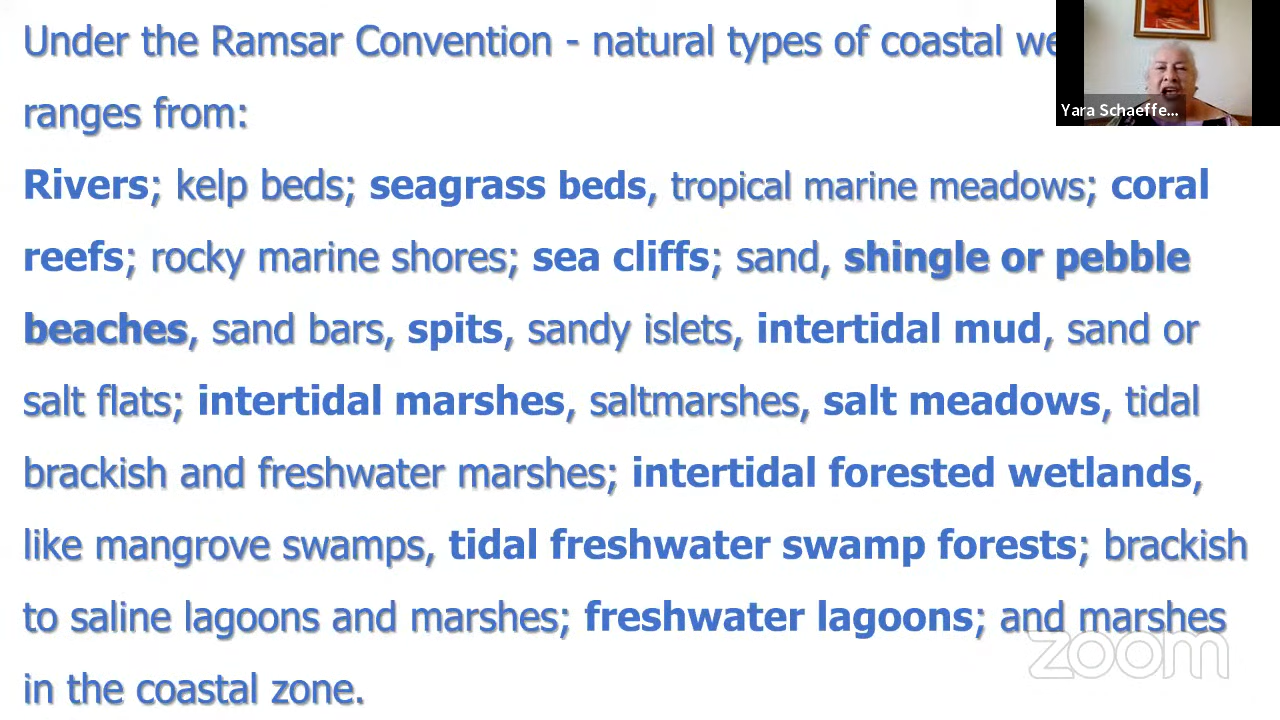 Under the Ramsar Convention - natural types of coastal
ranges from:
Rivers; kelp beds; seagrass beds, tropical marine meadows; coral
reefs; rocky marine shores; sea cliffs; sand, shingle or pebble
beaches, sand bars, spits, sandy islets, intertidal mud, sand or
salt flats; intertidal marshes, saltmarshes, salt meadows, tidal
brackish and freshwater marshes; intertidal forested wetlands,
like mangrove swamps, tidal freshwater swamp forests; brackish
to saline lagoons and marshes; freshwater lagoons; and marshes
in the coastal zone.
Yara Schaeffe...
zoom